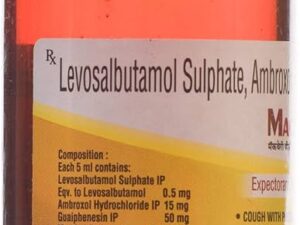 Rx Levosalbutamol Sulphate, Ambroxo
Ma
Composition :
Each 5 ml contains:
Levosalbutamol Sulphate IP
Eqv. to Levosalbutamol 0.5 mg
Ambroxol Hydrochloride IP 15 mg
Guaiphenesin IP 50 mg
Expectoran
• COUGH WITH P